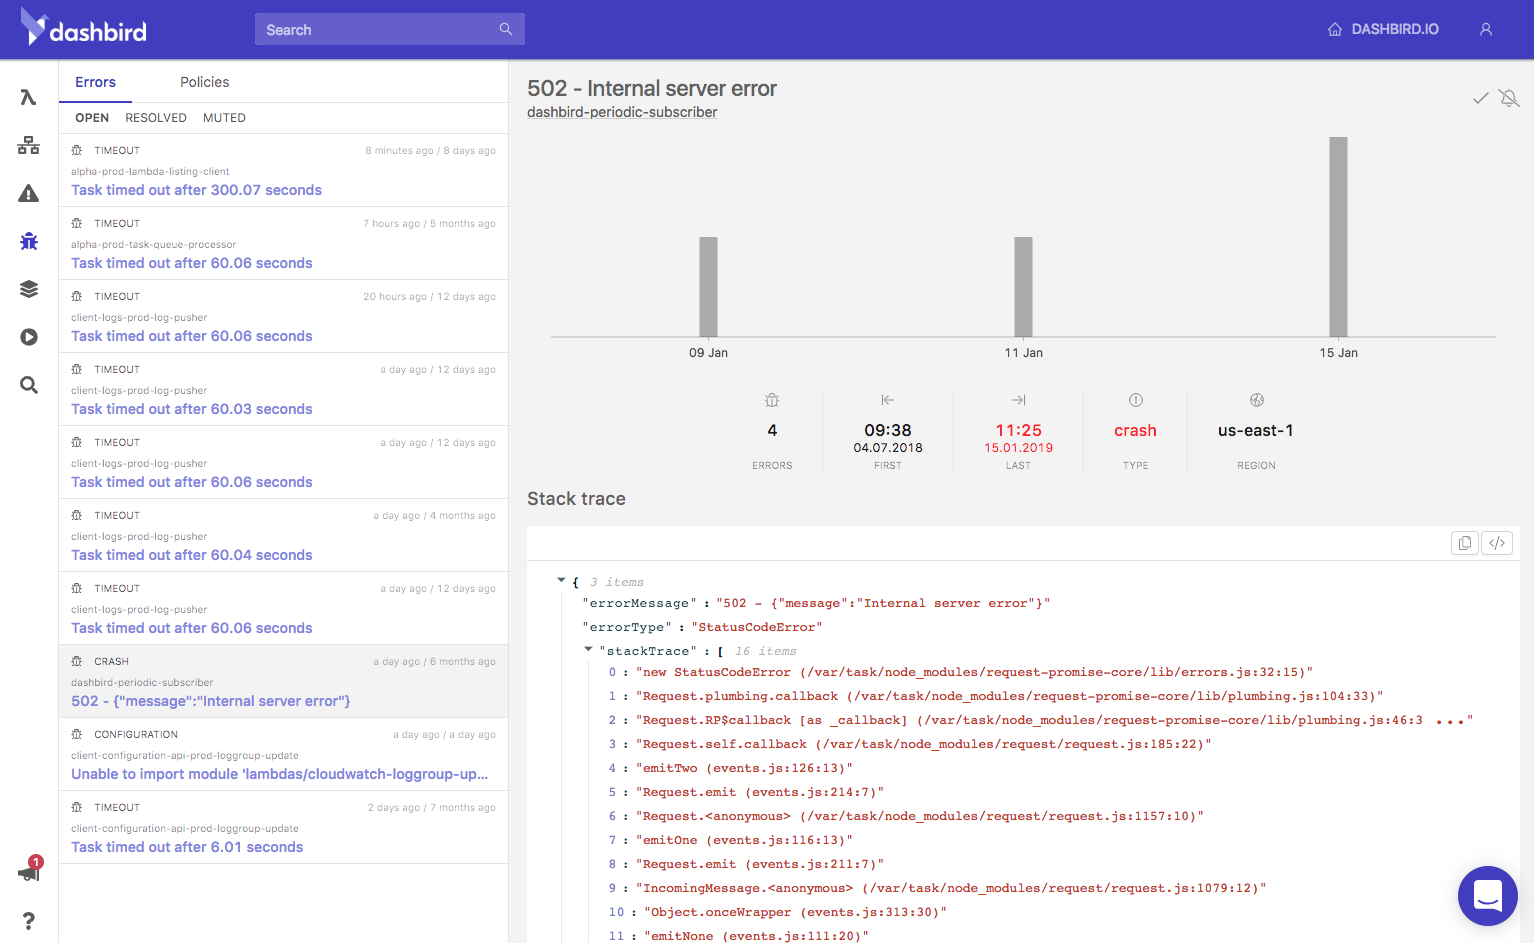 dashbird
Search
DASHBIRD.IO
Errors
Policies
OPEN RESOLVED MUTED
TIMEOUT 8 minutes ago / 8 days ago
alpha-prod-lambda-listing-client
Task timed out after 300.07 seconds
TIMEOUT 7 hours ago / 5 months ago
alpha-prod-task-queue-processor
Task timed out after 60.06 seconds
TIMEOUT 20 hours ago / 12 days ago
client-logs-prod-log-pusher
Task timed out after 60.06 seconds
TIMEOUT a day ago / 12 days ago
client-logs-prod-log-pusher
Task timed out after 60.03 seconds
TIMEOUT a day ago / 12 days ago
client-logs-prod-log-pusher
Task timed out after 60.06 seconds
TIMEOUT a day ago / 4 months ago
client-logs-prod-log-pusher
Task timed out after 60.04 seconds
TIMEOUT a day ago / 12 days ago
client-logs-prod-log-pusher
Task timed out after 60.06 seconds
CRASH a day ago / 6 months ago
dashbird-periodic-subscriber
502 - {"message":"Internal server error"}
CONFIGURATION a day ago / a day ago
client-configuration-api-prod-loggroup-update
Unable to import module 'lambdas/cloudwatch-loggroup-up...
TIMEOUT 2 days ago / 7 months ago
client-configuration-api-prod-loggroup-update
Task timed out after 6.01 seconds
1
?
502 - Internal server error
dashbird-periodic-subscriber
09 Jan 11 Jan 15 Jan
4 09:38 11:25 crash us-east-1
04.07.2018 15.01.2019
ERRORS FIRST LAST TYPE REGION
Stack trace
</>
{ 3 items
"errorMessage" : "502 - {"message":"Internal server error"}"
"errorType" : "StatusCodeError"
"stackTrace" : [ 16 items
0 : "new StatusCodeError (/var/task/node_modules/request-promise-core/lib/errors.js:32:15)"
1 : "Request.plumbing.callback (/var/task/node_modules/request-promise-core/lib/plumbing.js:104:33)"
2 : "Request.RP$callback [as _callback] (/var/task/node_modules/request-promise-core/lib/plumbing.js:46:3 ..."
3 : "Request.self.callback (/var/task/node_modules/request/request.js:185:22)"
4 : "emitTwo (events.js:126:13)"
5 : "Request.emit (events.js:214:7)"
6 : "Request.<anonymous> (/var/task/node_modules/request/request.js:1157:10)"
7 : "emitOne (events.js:116:13)"
8 : "Request.emit (events.js:211:7)"
9 : "IncomingMessage.<anonymous> (/var/task/node_modules/request/request.js:1079:12)"
10 : "Object.onceWrapper (events.js:313:30)"
11 : "emitNone (events.js:111:20)"